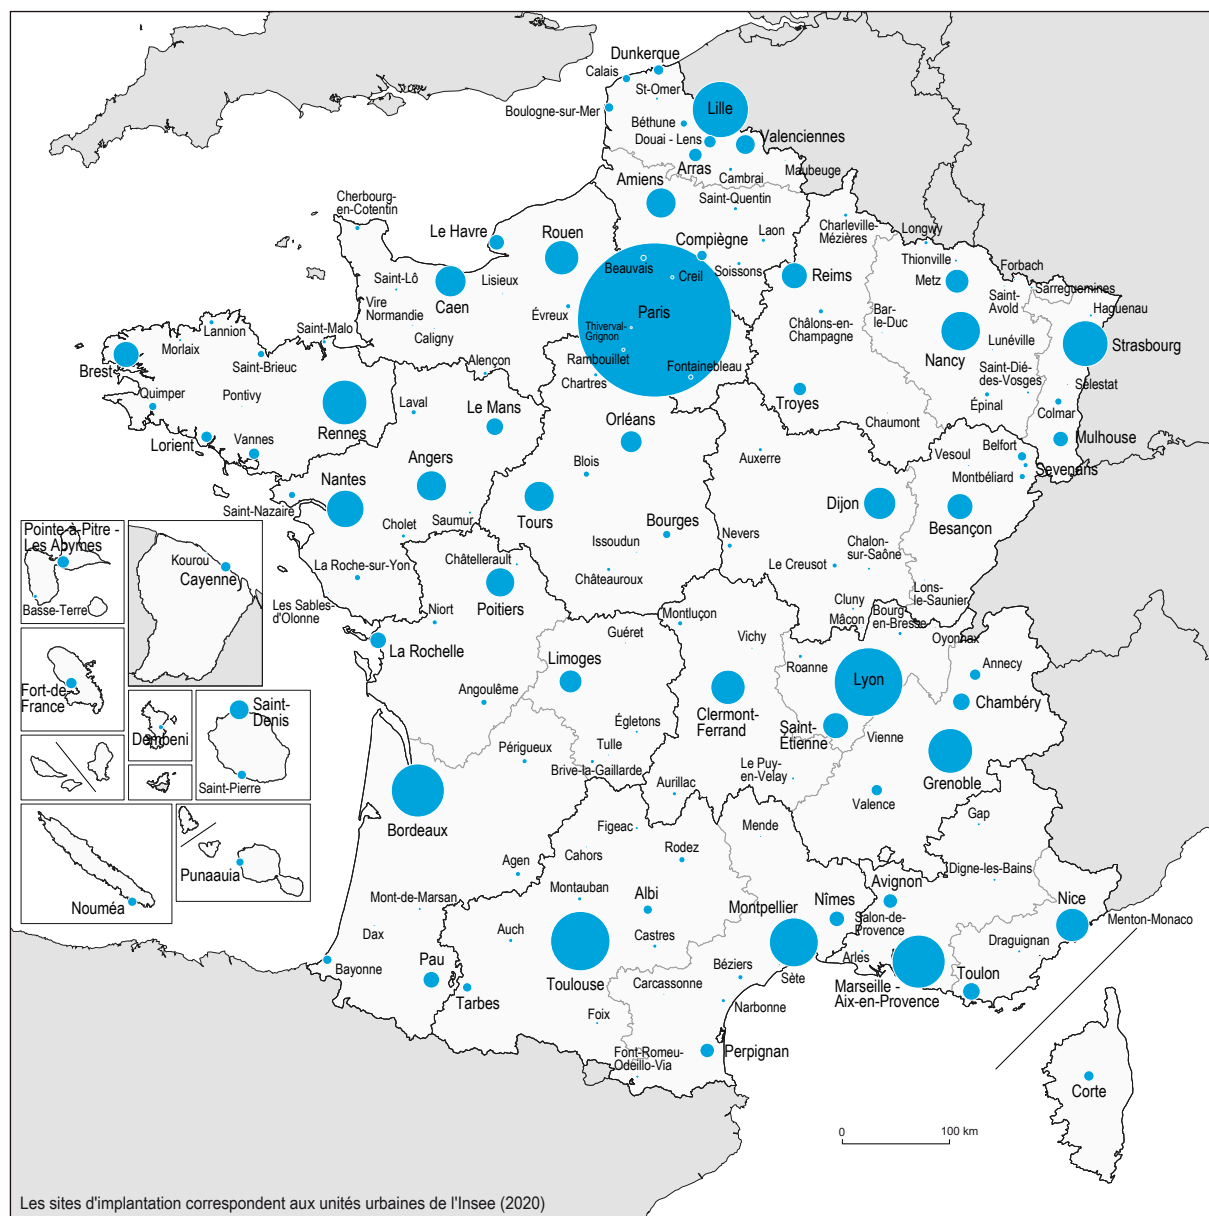 Dunkerque
Calais
St-Omer
Boulogne-sur-Mer
Lille
Béthune
Douai - Lens
Valenciennes
Arras
Cambrai
Maubeuge
Amiens
Saint-Quentin
Cherbourg-
en-Cotentin
Le Havre
Rouen
Compiègne
Laon
Charleville-
Mézières
Longwy
Beauvais
Creil
Soissons
Reims
Thionville
Metz
Forbach
Sarreguemines
Saint-
Avold
Haguenau
Saint-Lô
Lisieux
Caen
Vire
Normandie
Évreux
Paris
Thiverval-
Grignon
Rambouillet
Fontainebleau
Chartres
Châlons-en-
Champagne
Bar-
le-Duc
Nancy
Lunéville
Strasbourg
Lannion
Morlaix
Saint-Malo
Caligny
Alençon
Brest
Saint-Brieuc
Quimper
Pontivy
Rennes
Laval
Le Mans
Orléans
Troyes
Saint-Dié-
des-Vosges
Épinal
Sélestat
Colmar
Chaumont
Mulhouse
Lorient
Vannes
Angers
Blois
Auxerre
Vesoul
Belfort
Sevenans
Montbéliard
Nantes
Saint-Nazaire
Cholet
Saumur
Tours
Bourges
Dijon
Besançon
Issoudun
Nevers
Chalon-
sur-Saône
Le Creusot
Pointe-à-Pitre -
Les Abymes
Basse-Terre
Kourou
Cayenne
La Roche-sur-Yon
Châtellerault
Châteauroux
Les Sables-
d'Olonne
Poitiers
Niort
Montluçon
Cluny
Mâcon
Bourg-
en-Bresse
Lons-
le-Saunier
Oyonnax
La Rochelle
Guéret
Vichy
Roanne
Lyon
Annecy
Limoges
Chambéry
Angoulême
Clermont-
Ferrand
Saint-
Étienne
Vienne
Fort-de-
France
Dembeni
Saint-
Denis
Saint-Pierre
Égletons
Périgueux
Tulle
Brive-la-Gaillarde
Le Puy-
en-Velay
Grenoble
Aurillac
Valence
Bordeaux
Gap
Figeac
Mende
Nouméa
Punaauia
Agen
Cahors
Rodez
Digne-les-Bains
Mont-de-Marsan
Montauban
Albi
Montpellier
Nîmes
Avignon
Nice
Menton-Monaco
Salon-de-
Provence
Dax
Auch
Castres
Draguignan
Bayonne
Pau
Tarbes
Toulouse
Carcassonne
Béziers
Sète
Arles
Marseille -
Aix-en-Provence
Toulon
Narbonne
Foix
Font-Romeu-
Odeillo-Via
Perpignan
Corte
0
100 km
Les sites d'implantation correspondent aux unités urbaines de l'Insee (2020)